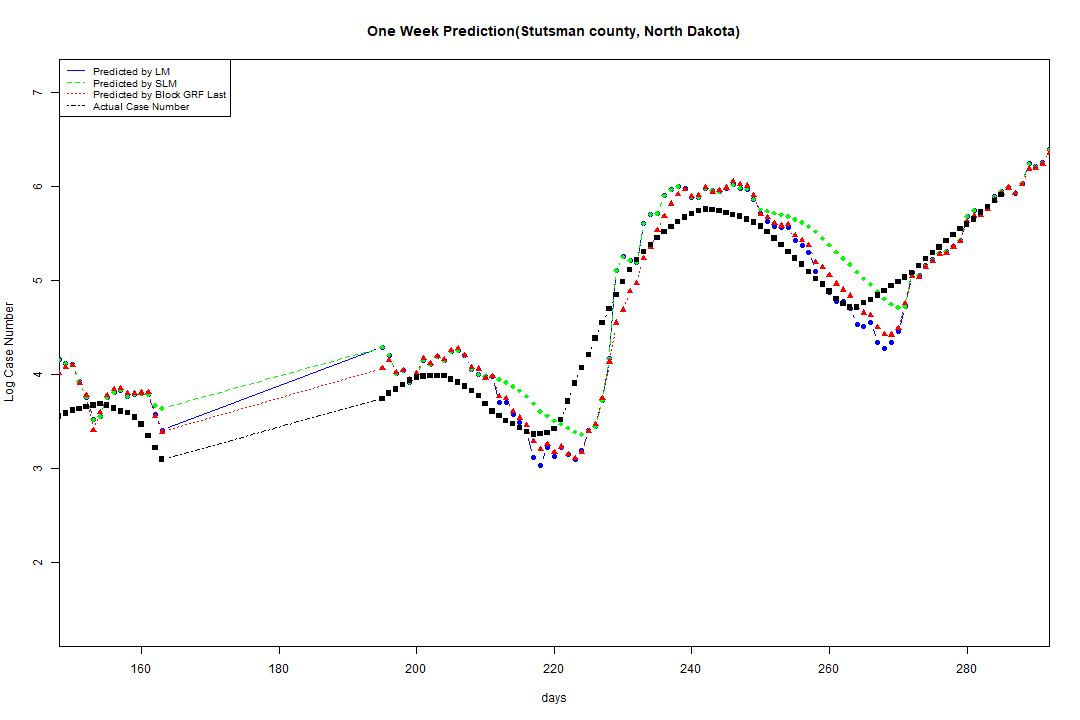 One Week Prediction(Stutsman county, North Dakota)
Predicted by LM
Predicted by SLM
Predicted by Block GRF Last
Actual Case Number
7
6
5
4
3
2
Log Case Number
160 180 200 220 240 260 280
days